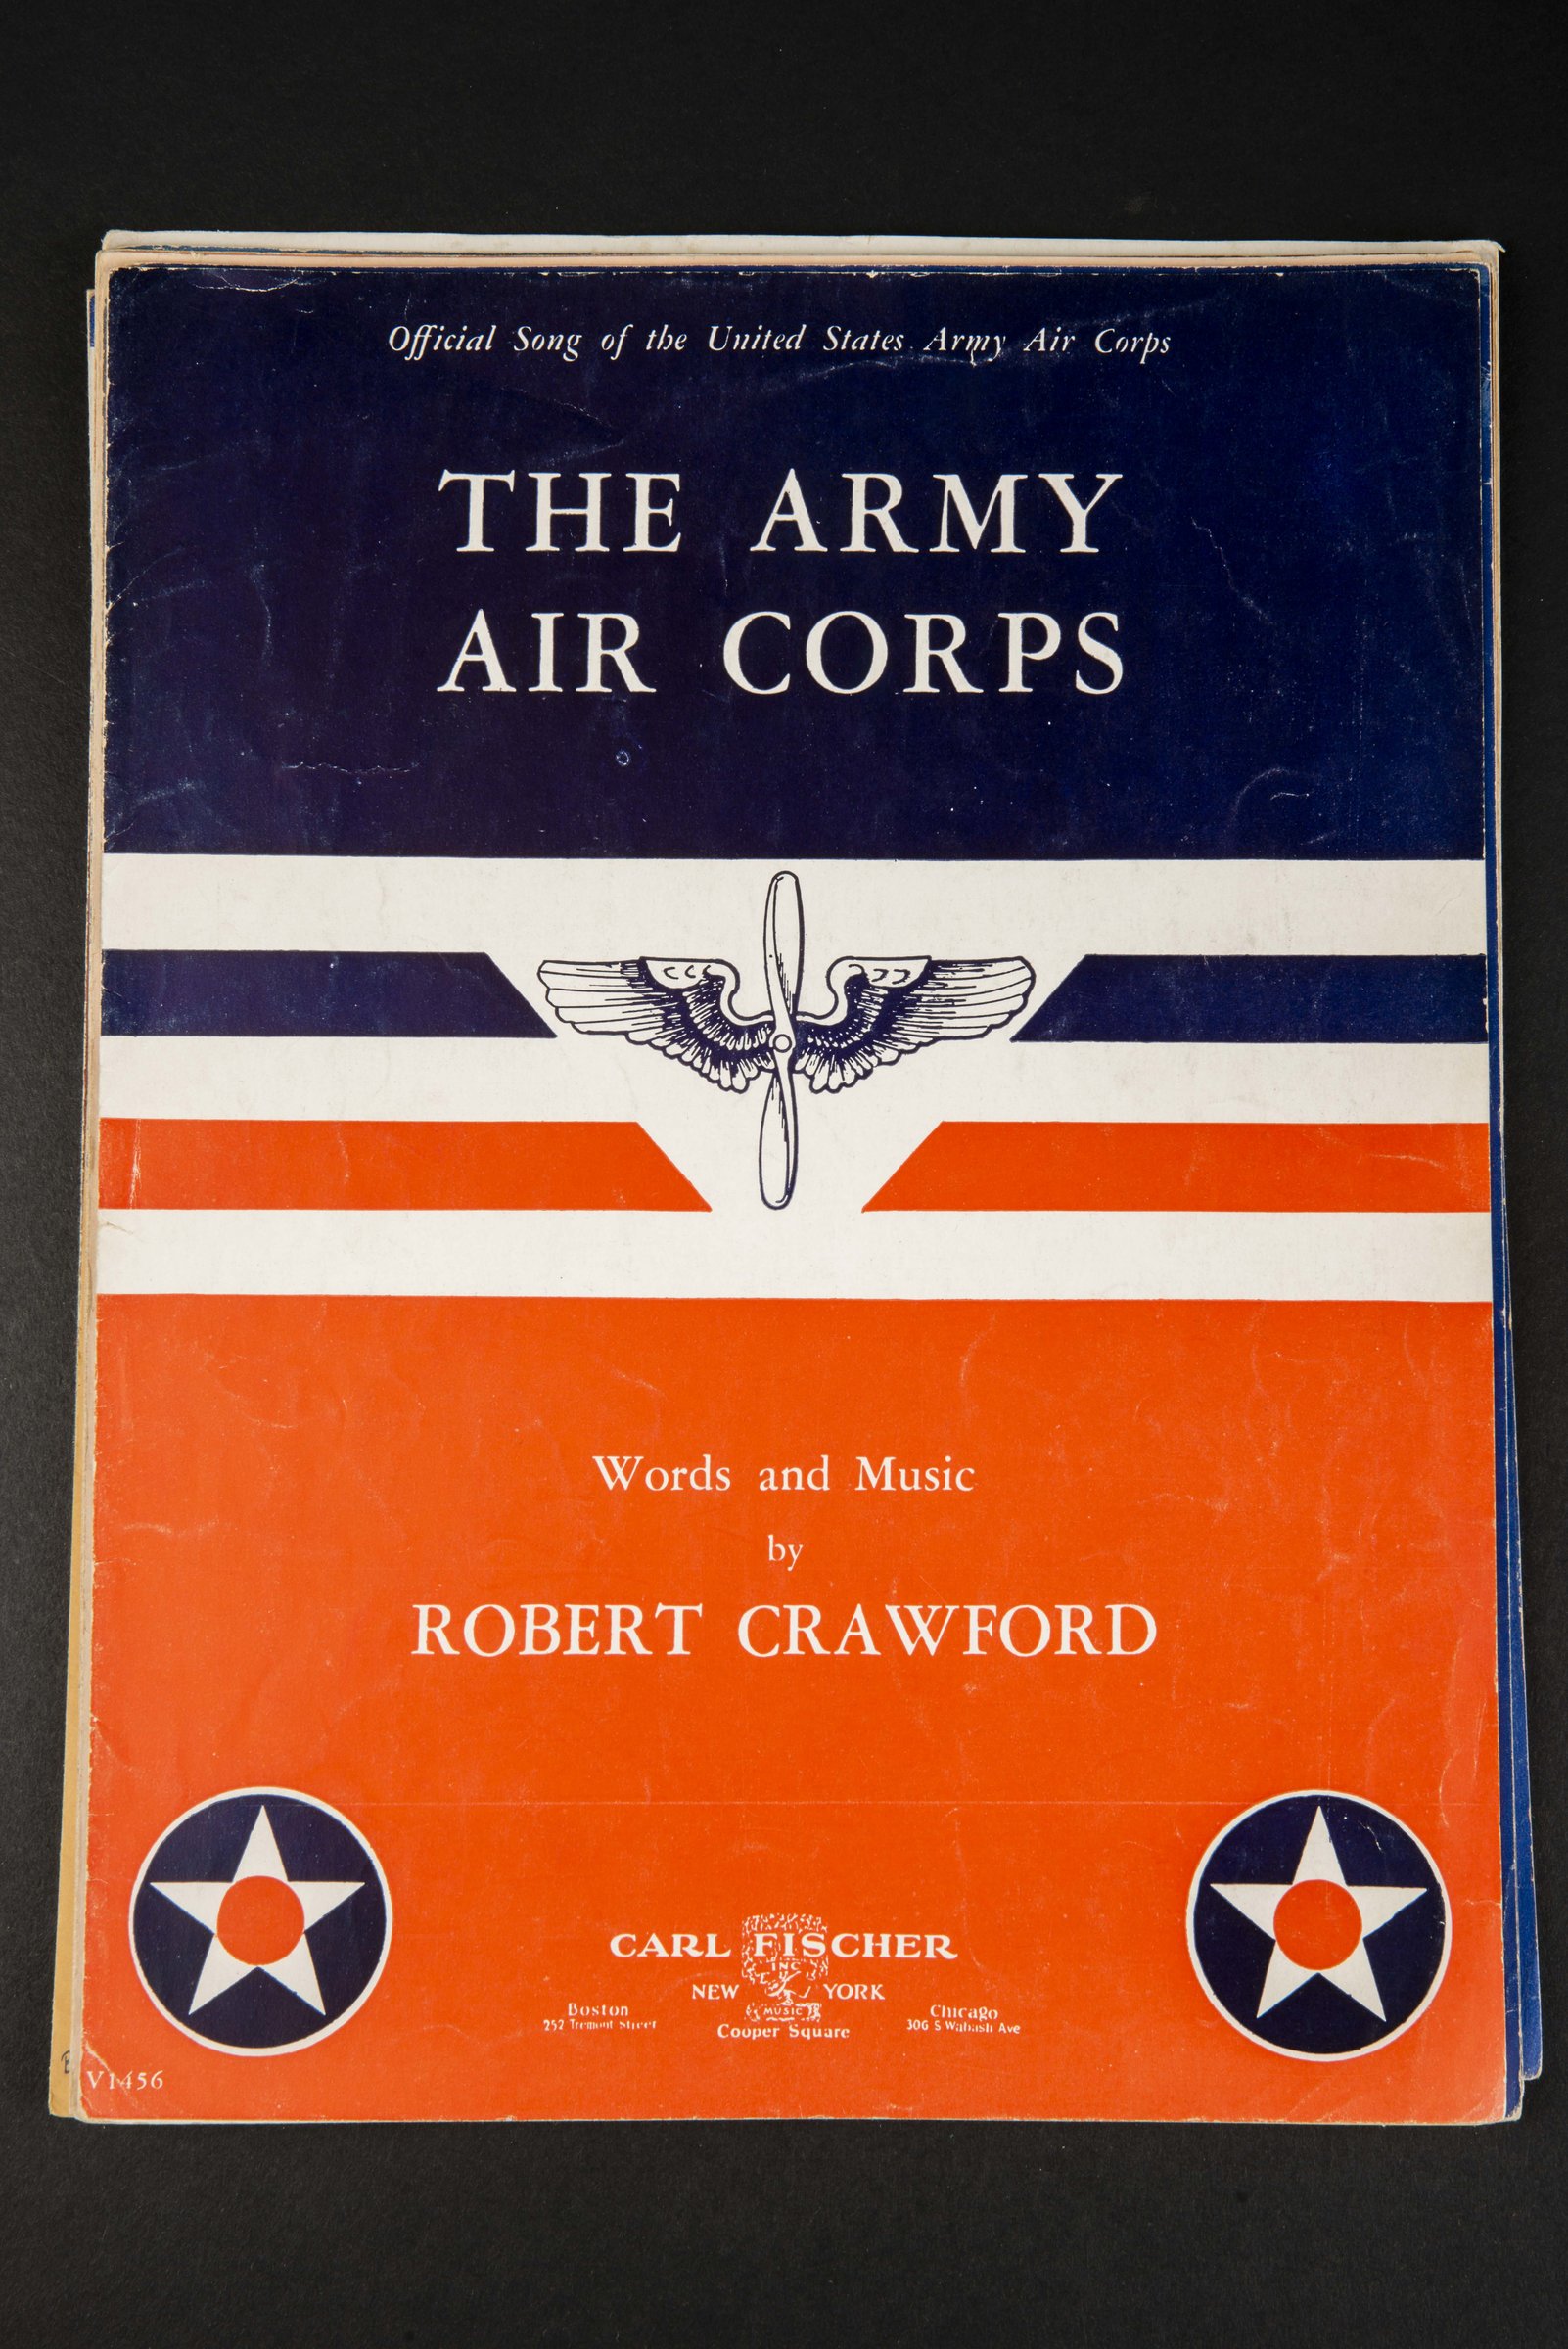 Official Song of the United States Army Air Corps
THE ARMY
AIR CORPS
Words and Music
by
ROBERT CRAWFORD
CARL FISCHER
INC
NEW YORK
MUSIC
Boston
252 Tremont Street
Cooper Square
Chicago
306 S Wabash Ave
V1456